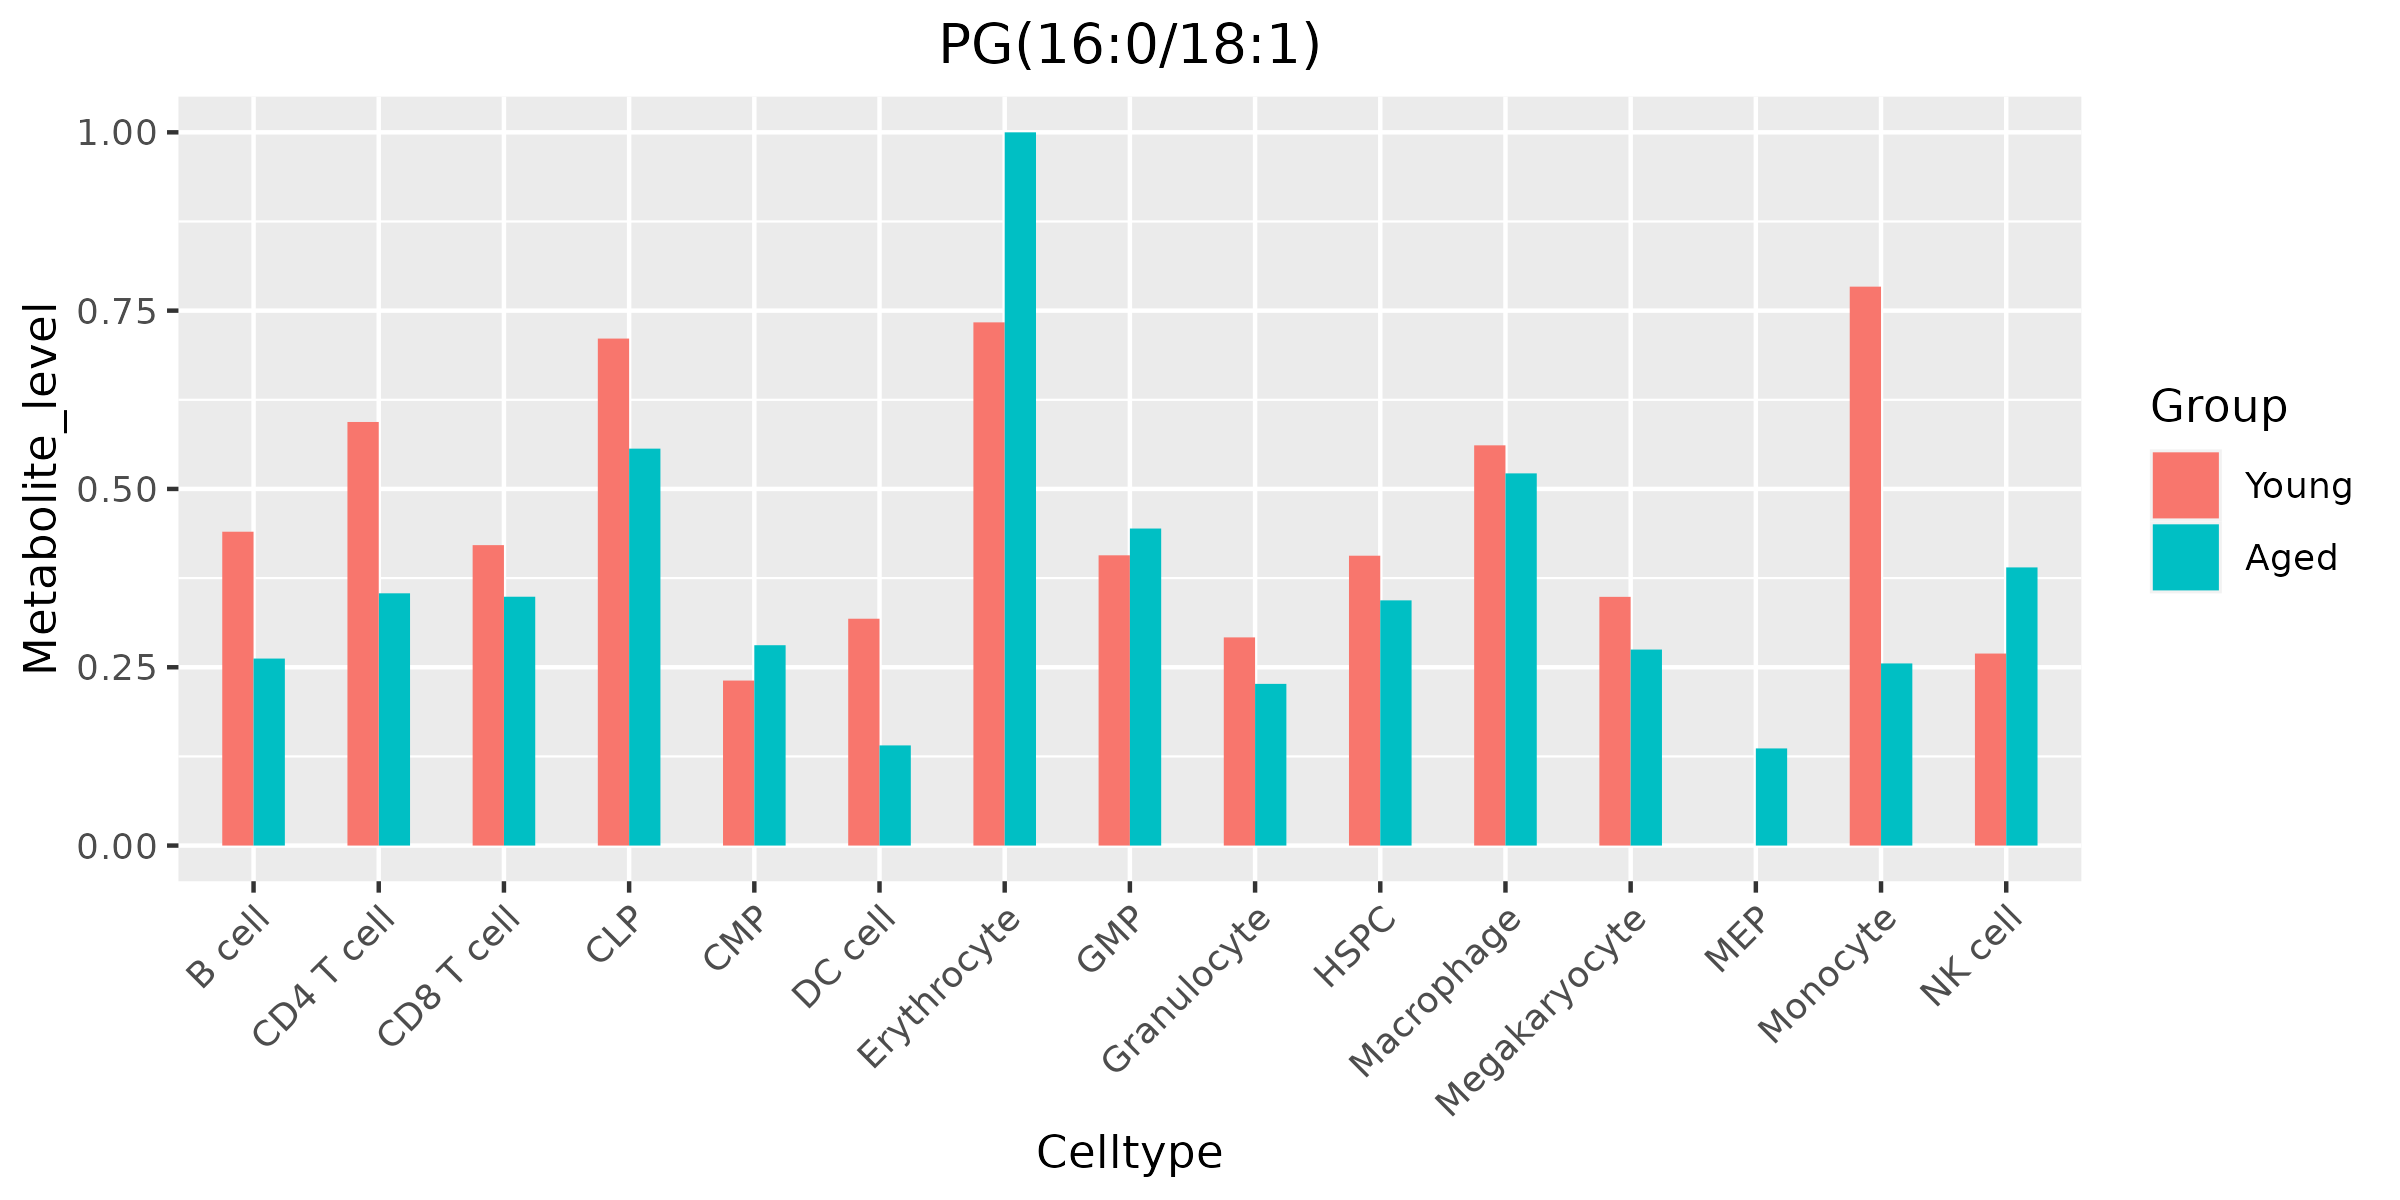 PG(16:0/18:1)
Metabolite_level
1.00
0.75
0.50
0.25
0.00
B cell
CD4 T cell
CD8 T cell
CLP
CMP
DC cell
Erythrocyte
GMP
Granulocyte
HSPC
Macrophage
Megakaryocyte
MEP
Monocyte
NK cell
Celltype
Group
Young
Aged